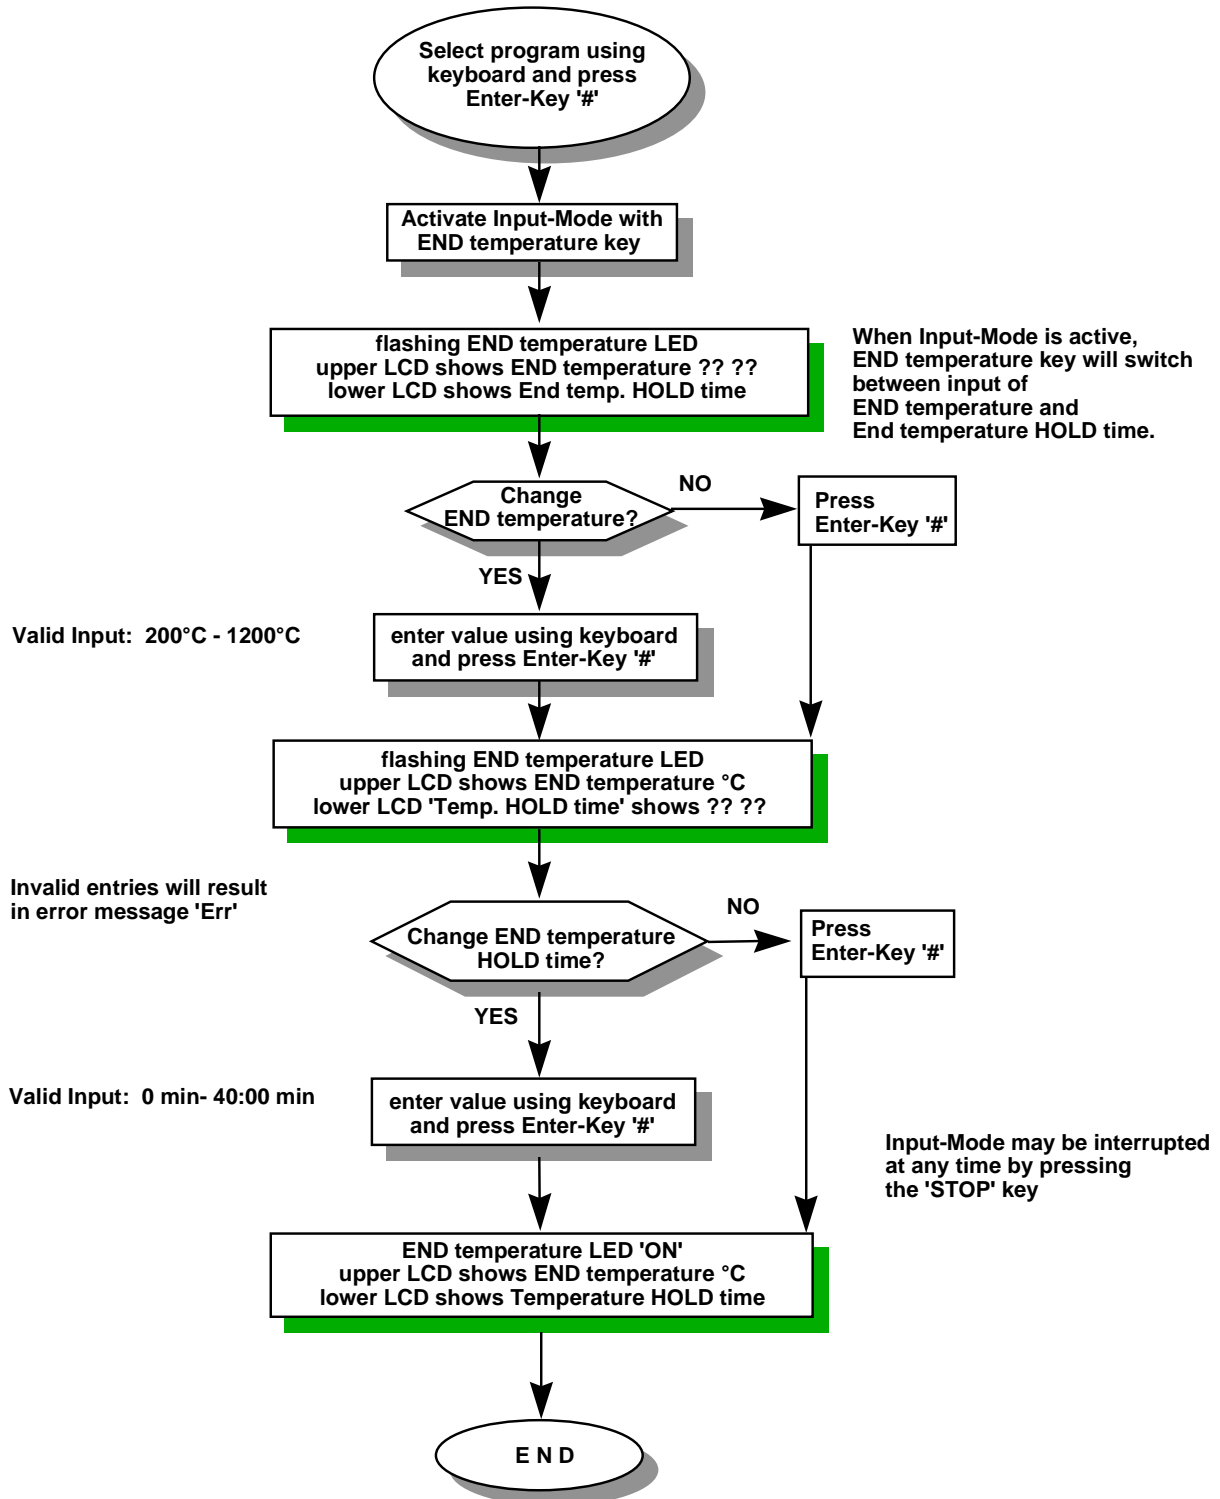 Select program using
keyboard and press
Enter-Key '#'
Activate Input-Mode with
END temperature key
flashing END temperature LED
upper LCD shows END temperature ?? ??
lower LCD shows End temp. HOLD time
When Input-Mode is active,
END temperature key will switch
between input of
END temperature and
End temperature HOLD time.
Change
END temperature?
NO
Press
Enter-Key '#'
YES
Valid Input:  200°C - 1200°C
enter value using keyboard
and press Enter-Key '#'
flashing END temperature LED
upper LCD shows END temperature °C
lower LCD 'Temp. HOLD time' shows ?? ??
Invalid entries will result
in error message 'Err'
Change END temperature
HOLD time?
NO
Press
Enter-Key '#'
YES
Valid Input:  0 min- 40:00 min
enter value using keyboard
and press Enter-Key '#'
Input-Mode may be interrupted
at any time by pressing
the 'STOP' key
END temperature LED 'ON'
upper LCD shows END temperature °C
lower LCD shows Temperature HOLD time
E N D